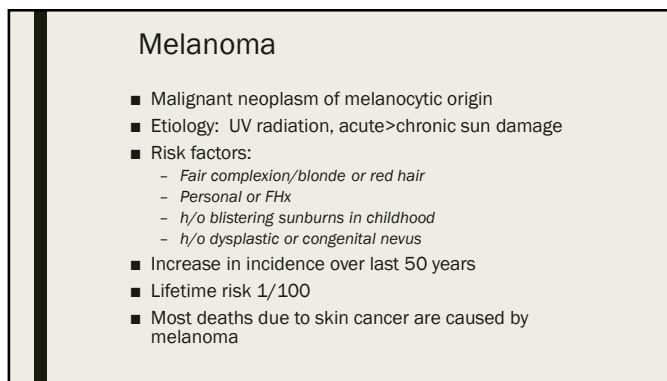 Melanoma
■ Malignant neoplasm of melanocytic origin
■ Etiology: UV radiation, acute>chronic sun damage
■ Risk factors:
– Fair complexion/blonde or red hair
– Personal or FHx
– h/o blistering sunburns in childhood
– h/o dysplastic or congenital nevus
■ Increase in incidence over last 50 years
■ Lifetime risk 1/100
■ Most deaths due to skin cancer are caused by
melanoma